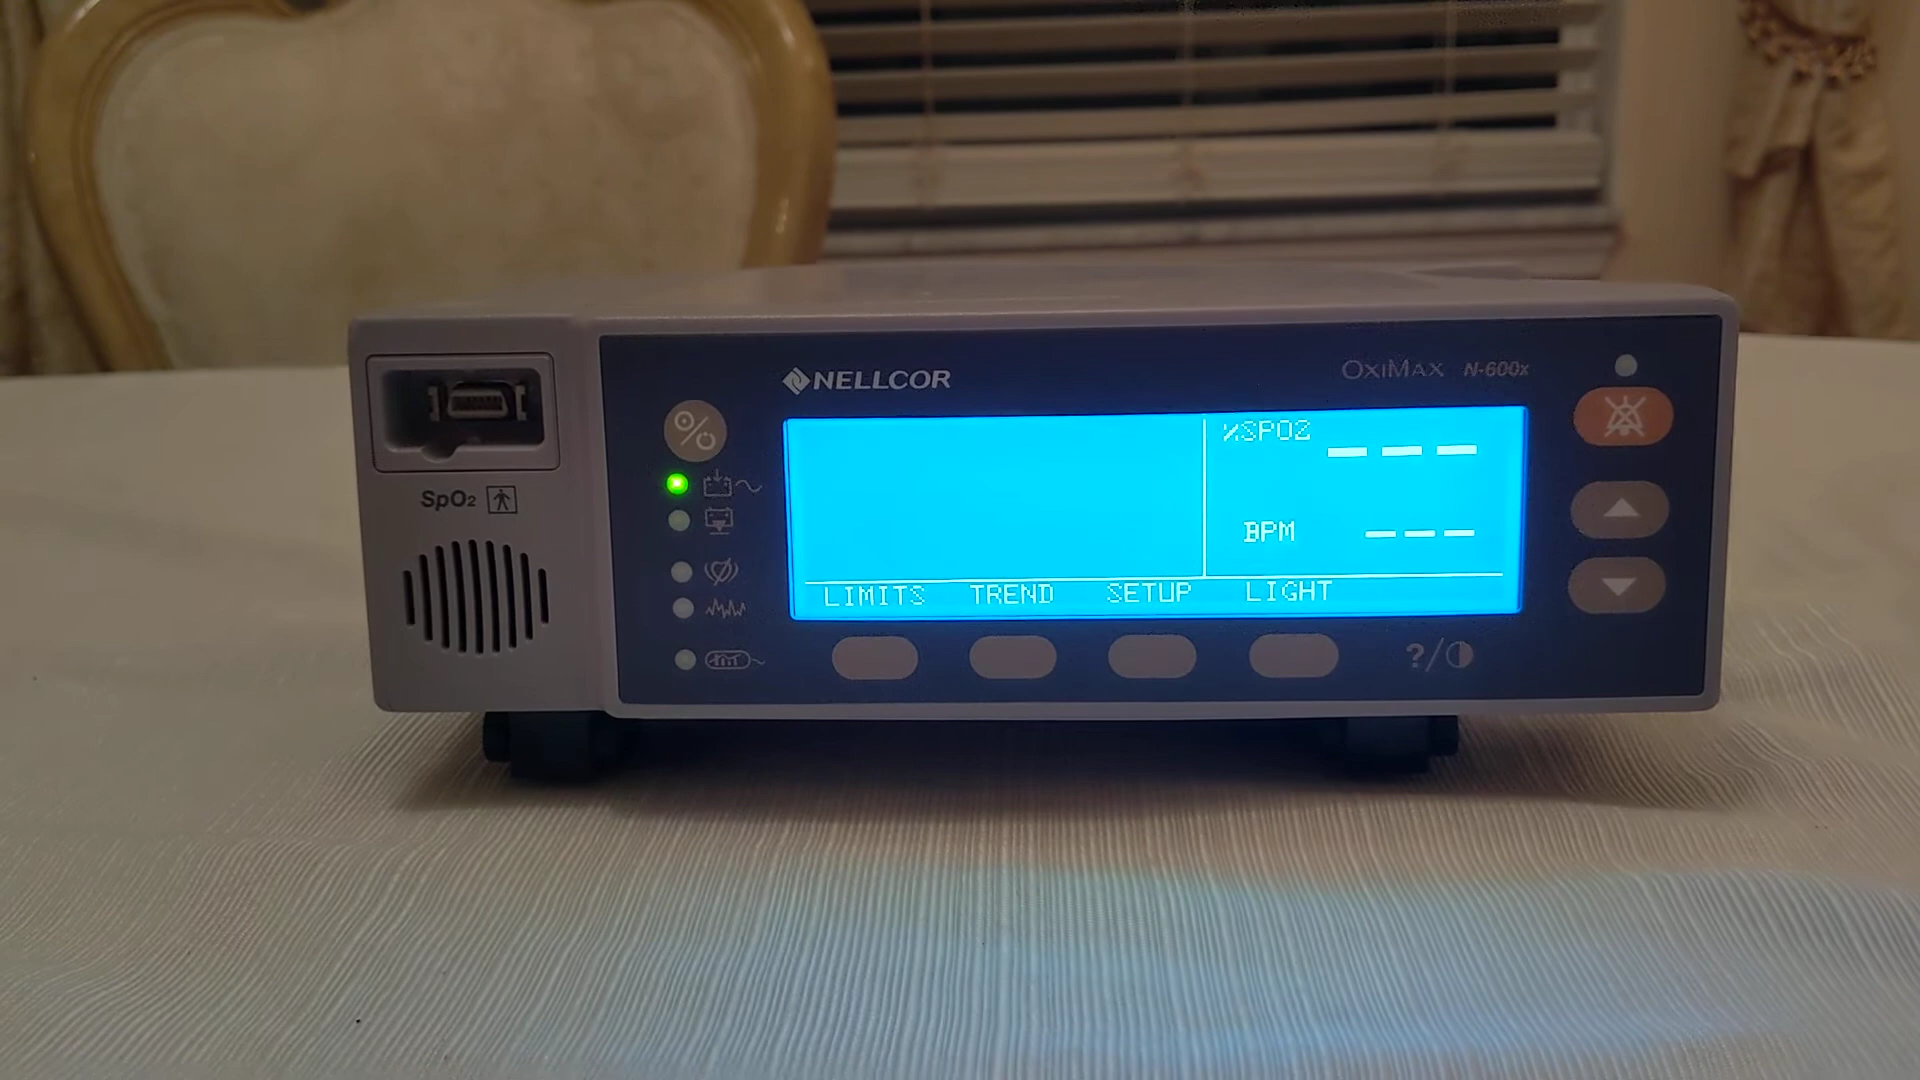 NELLCOR
OXIMAX N-600x
SpO2
%SPO2 ---
BPM ---
LIMITS TREND SETUP LIGHT
?/